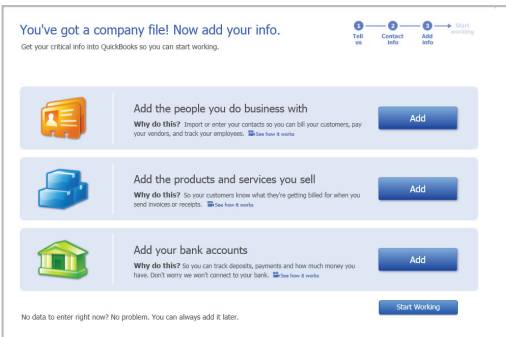 You've got a company file! Now add your info.
Get your critical info into QuickBooks so you can start working.
1 2 3 Start working
Tell us Contact info Add info
Add the people you do business with
Why do this? Import or enter your contacts so you can bill your customers, pay
your vendors, and track your employees. See how it works
Add
Add the products and services you sell
Why do this? So your customers know what they're getting billed for when you
send invoices or receipts. See how it works
Add
Add your bank accounts
Why do this? So you can track deposits, payments and how much money you
have. Don't worry we won't connect to your bank. See how it works
Add
Start Working
No data to enter right now? No problem. You can always add it later.